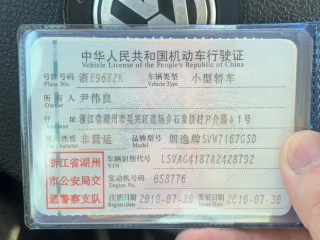 中华人民共和国机动车行驶证
Vehicle License of the People's Republic of China
号牌号码 浙E9682K 车辆类型 小型轿车
Plate No. Vehicle Type
所有人 尹伟良
Owner
住址 浙江省湖州市吴兴区道场乡石泉桥村尹介兜61号
Address
使用性质 非营运 品牌型号 朗逸牌SVW7167GSD
Use Character Model
浙江省湖州
市公安局交
通警察支队
车辆识别代号 LSVAG4187A2428792
VIN
发动机号码 058776
Engine No.
注册日期 2010-07-30 发证日期 2010-07-30
Register Date Issue Date